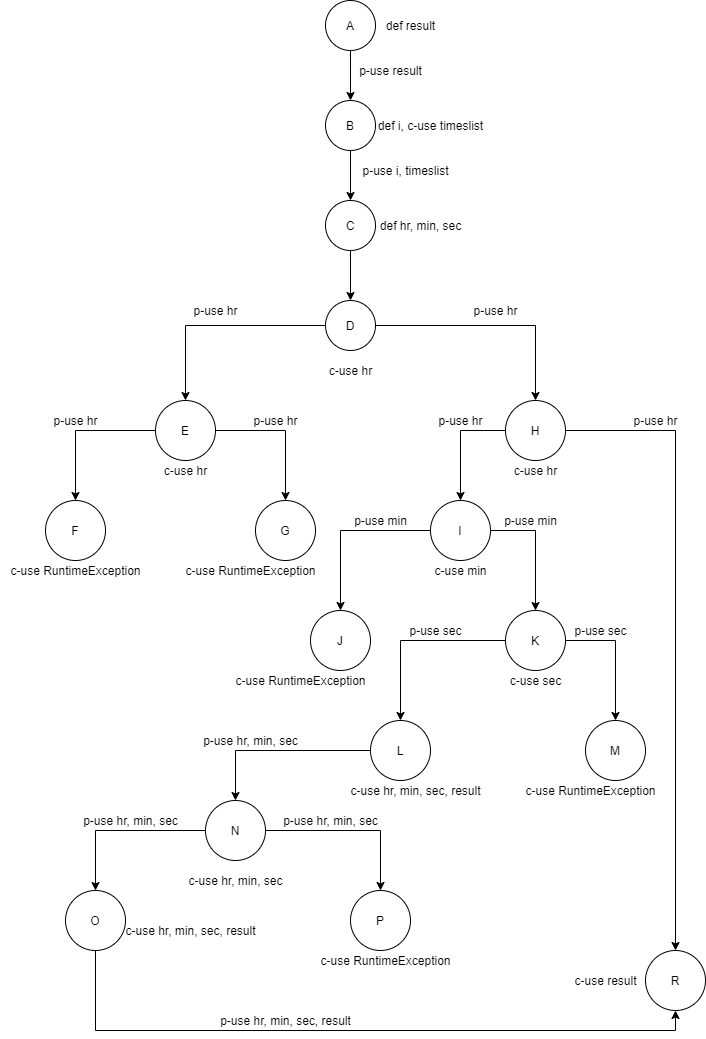 A
def result
p-use result
B
def i, c-use timeslist
p-use i, timeslist
C
def hr, min, sec
p-use hr
p-use hr
D
c-use hr
p-use hr
p-use hr
p-use hr
p-use hr
E
H
c-use hr
c-use hr
p-use min
p-use min
F
G
I
c-use RuntimeException
c-use RuntimeException
c-use min
p-use sec
p-use sec
J
K
c-use RuntimeException
c-use sec
p-use hr, min, sec
L
M
c-use hr, min, sec, result
c-use RuntimeException
p-use hr, min, sec
p-use hr, min, sec
N
c-use hr, min, sec
O
c-use hr, min, sec, result
P
c-use RuntimeException
c-use result
R
p-use hr, min, sec, result